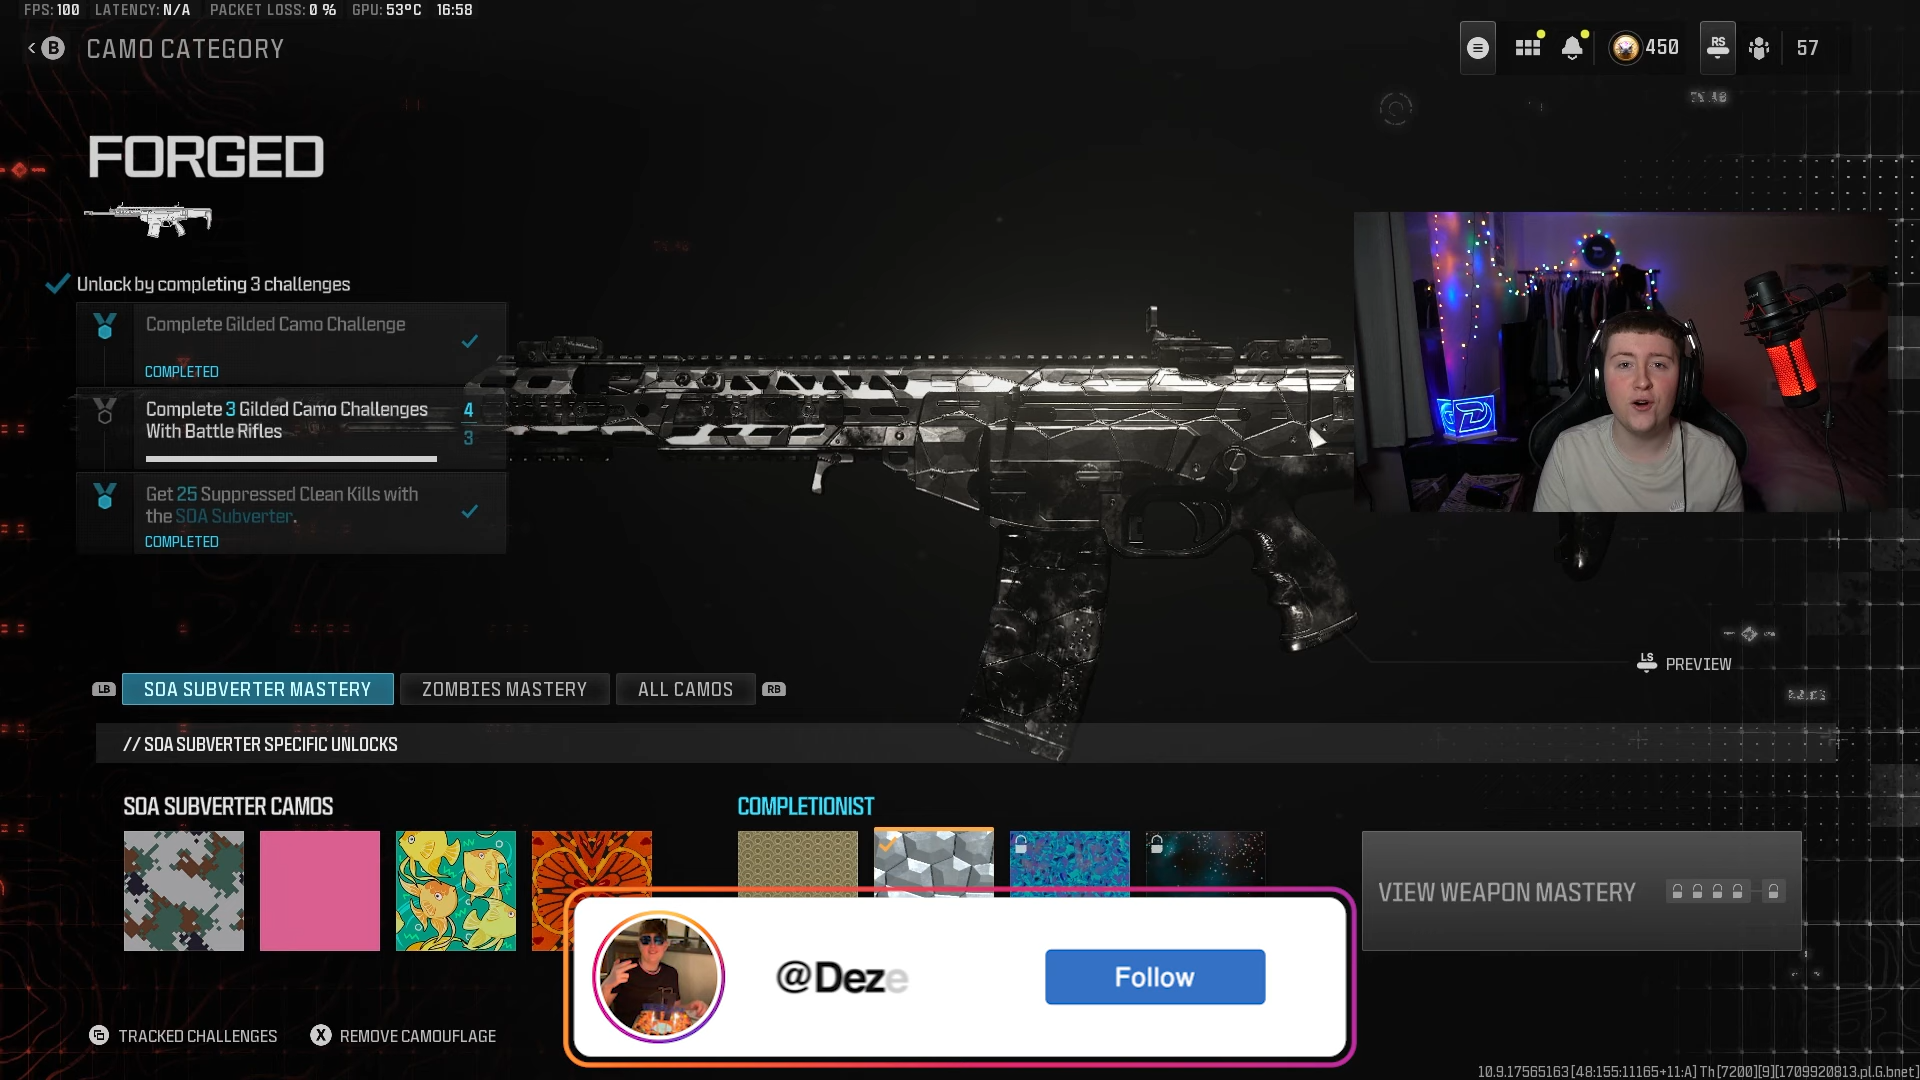 FPS: 100 LATENCY: N/A PACKET LOSS: 0 % GPU: 53°C 16:58
B CAMO CATEGORY
450
RS
57
FORGED
Unlock by completing 3 challenges
Complete Gilded Camo Challenge
COMPLETED
Complete 3 Gilded Camo Challenges
With Battle Rifles
4
3
Get 25 Suppressed Clean Kills with
the SOA Subverter.
COMPLETED
LS PREVIEW
LB SOA SUBVERTER MASTERY ZOMBIES MASTERY ALL CAMOS RB
// SOA SUBVERTER SPECIFIC UNLOCKS
SOA SUBVERTER CAMOS
COMPLETIONIST
VIEW WEAPON MASTERY
@Deze
Follow
TRACKED CHALLENGES X REMOVE CAMOUFLAGE
10.9.17565163[48:155:11165+11:A] Th[7200][9][1709920813.pl.G.bnet]